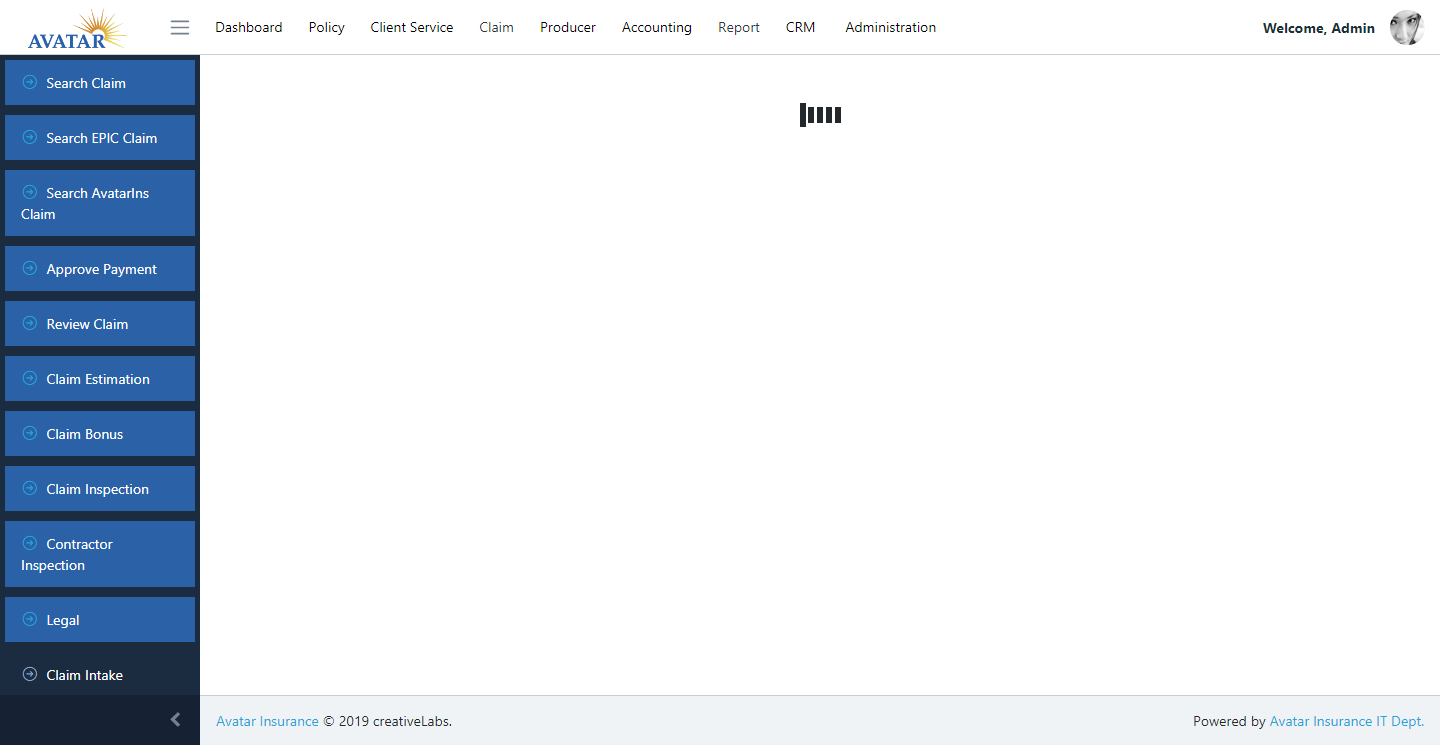 AVATAR
Dashboard Policy Client Service Claim Producer Accounting Report CRM Administration
Welcome, Admin
Search Claim
Search EPIC Claim
Search AvatarIns
Claim
Approve Payment
Review Claim
Claim Estimation
Claim Bonus
Claim Inspection
Contractor
Inspection
Legal
Claim Intake
Avatar Insurance © 2019 creativeLabs.
Powered by Avatar Insurance IT Dept.